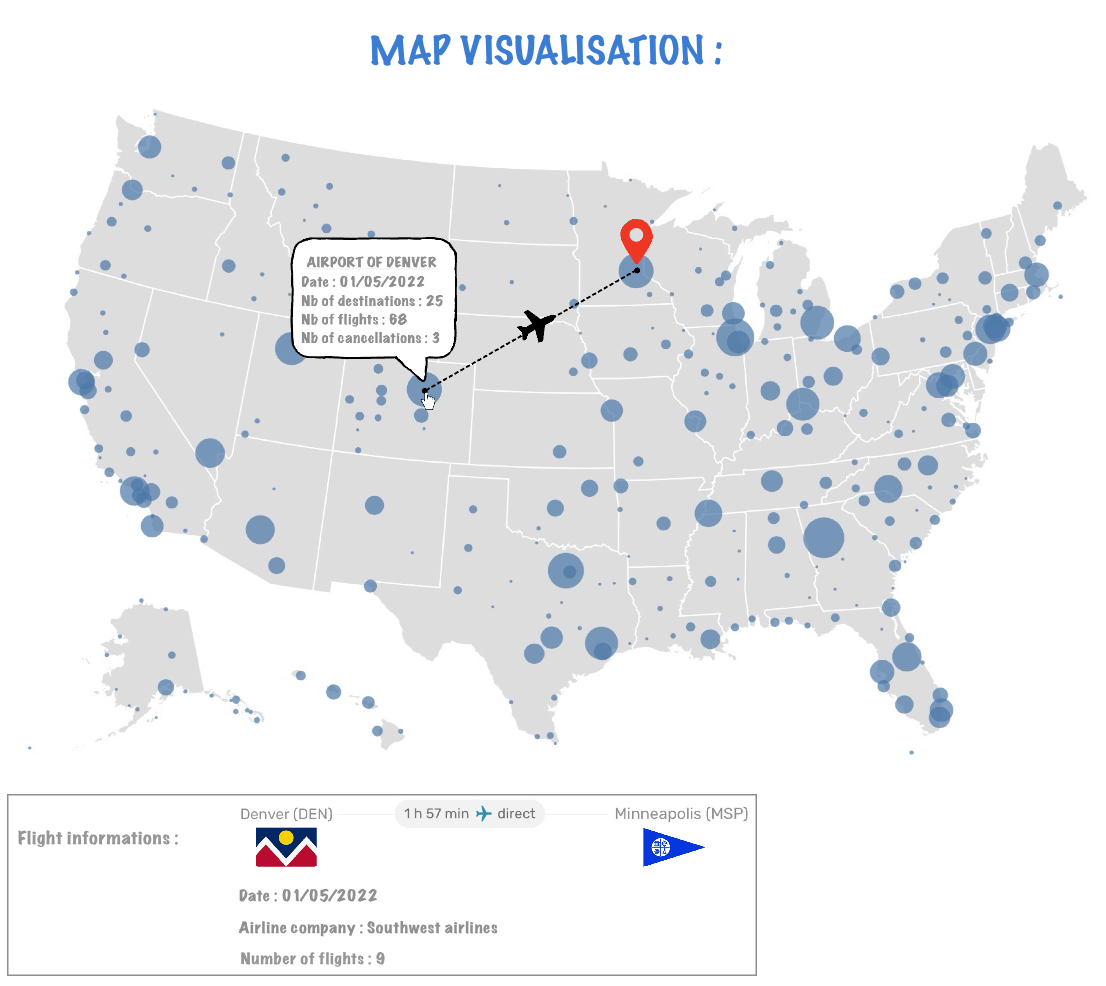 MAP VISUALISATION :
AIRPORT OF DENVER
Date : 01/05/2022
Nb of destinations : 25
Nb of flights : 68
Nb of cancellations : 3
Denver (DEN) 1 h 57 min direct Minneapolis (MSP)
Flight informations :
Date : 01/05/2022
Airline company : Southwest airlines
Number of flights : 9